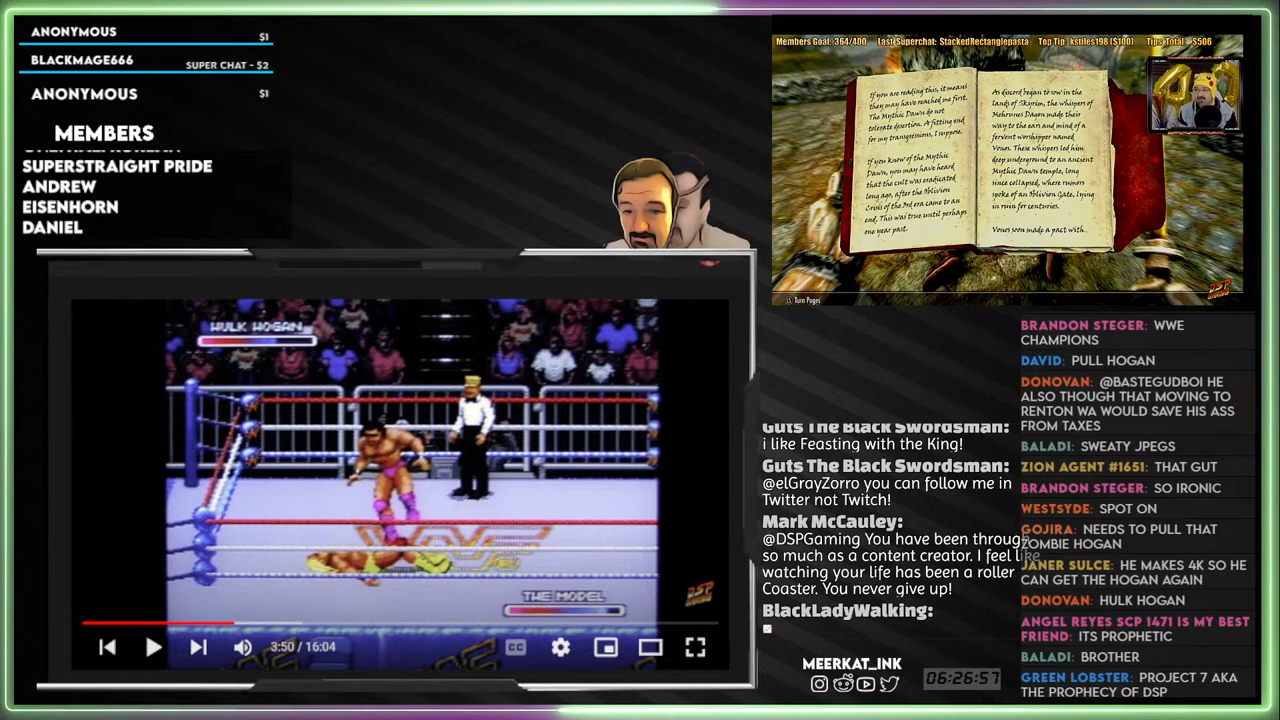 ANONYMOUS $1
BLACKMAGE666 SUPER CHAT - $2
ANONYMOUS $1
MEMBERS
SUPERSTRAIGHT PRIDE
ANDREW
EISENHORN
DANIEL
HULK HOGAN
THE MODEL
DSP
3:50 / 16:04
CC
Members Goal: 364/400 Last Superchat: StackedRectanglepasta Top Tip: kstiles198 ($100) Tips Total: $506
If you are reading this, it means
they may have reached me first.
The Mythic Dawn do not
tolerate desertion. A fitting end
for my transgressions, I suppose.
If you know of the Mythic
Dawn, you may have heard
that the cult was eradicated
long ago, after the Oblivion
Crisis of the 3rd era came to an
end. This was true until perhaps
one year past.
As discord began to sow in the
lands of Skyrim, the whispers of
Mehrunes Dagon made their
way to the ears and mind of a
fervent worshipper named
Vonos. These whispers led him
deep underground to an ancient
Mythic Dawn temple, long
since collapsed, where rumors
spoke of an Oblivion Gate, lying
in ruin for centuries.
Vonos soon made a pact with
Turn Pages
DSP
Guts The Black Swordsman:
i like Feasting with the King!
Guts The Black Swordsman:
@elGrayZorro you can follow me in
Twitter not Twitch!
Mark McCauley:
@DSPGaming You have been through
so much as a content creator. I feel like
watching your life has been a roller
Coaster. You never give up!
BlackLadyWalking:
MEERKAT_INK
06:26:57
BRANDON STEGER: WWE
CHAMPIONS
DAVID: PULL HOGAN
DONOVAN: @BASTEGUDBOI HE
ALSO THOUGH THAT MOVING TO
RENTON WA WOULD SAVE HIS ASS
FROM TAXES
BALADI: SWEATY JPEGS
ZION AGENT #1651: THAT GUT
BRANDON STEGER: SO IRONIC
WESTSYDE: SPOT ON
GOJIRA: NEEDS TO PULL THAT
ZOMBIE HOGAN
JANER SULCE: HE MAKES 4K SO HE
CAN GET THE HOGAN AGAIN
DONOVAN: HULK HOGAN
ANGEL REYES SCP 1471 IS MY BEST
FRIEND: ITS PROPHETIC
BALADI: BROTHER
GREEN LOBSTER: PROJECT 7 AKA
THE PROPHECY OF DSP